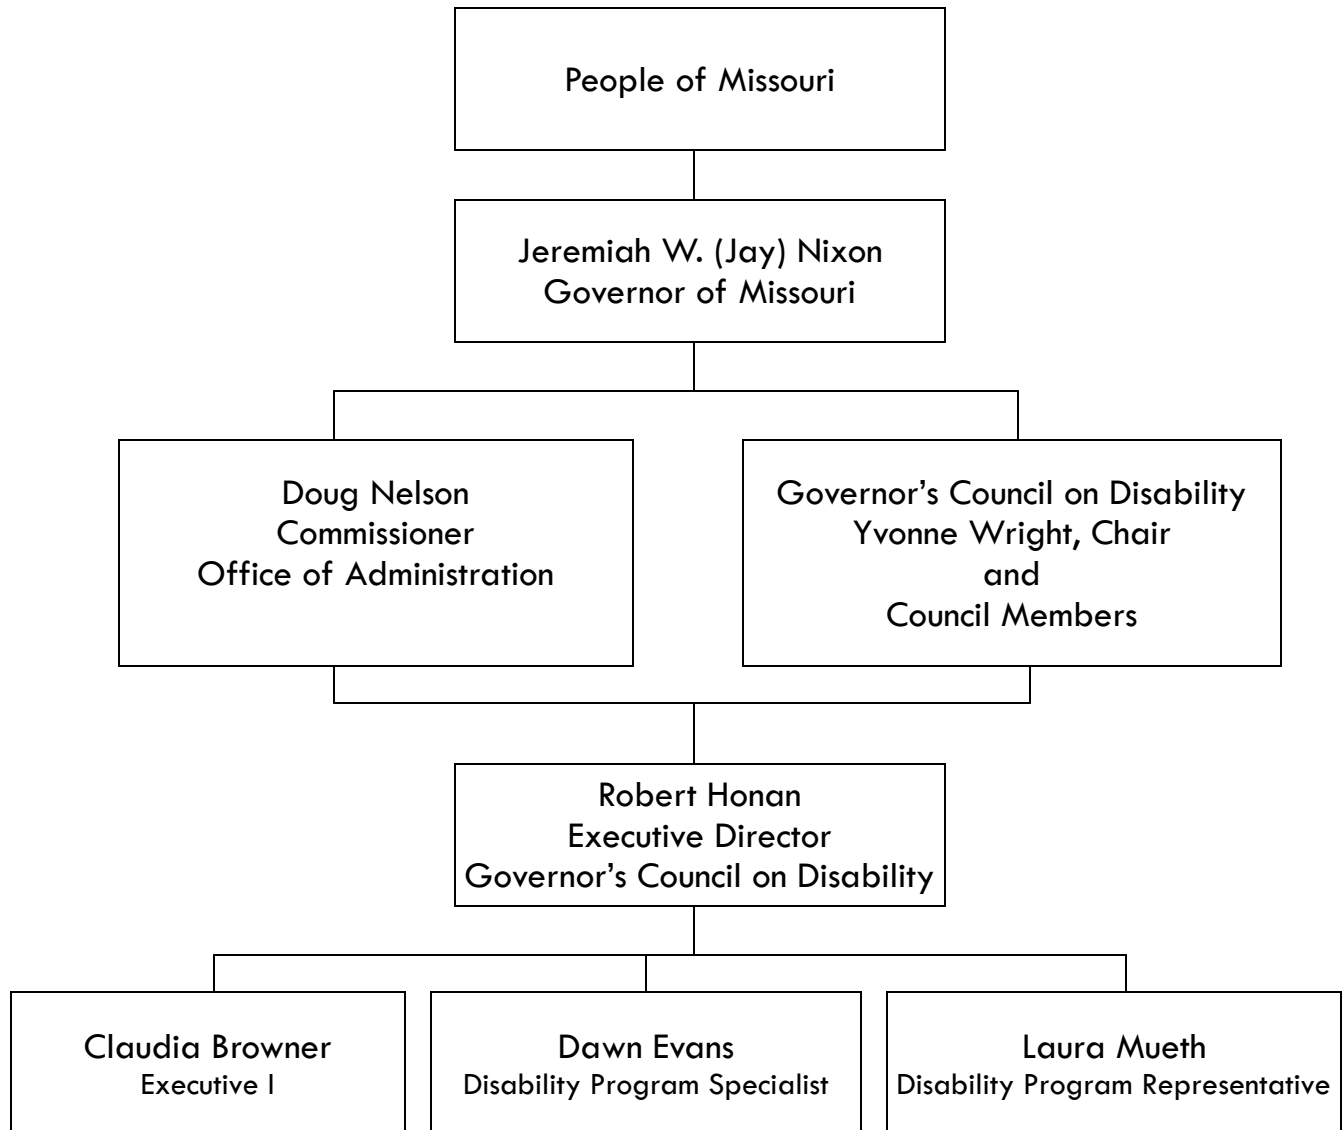 People of Missouri
Jeremiah W. (Jay) Nixon
Governor of Missouri
Doug Nelson
Commissioner
Office of Administration
Governor’s Council on Disability
Yvonne Wright, Chair
and
Council Members
Robert Honan
Executive Director
Governor’s Council on Disability
Claudia Browner
Executive I
Dawn Evans
Disability Program Specialist
Laura Mueth
Disability Program Representative